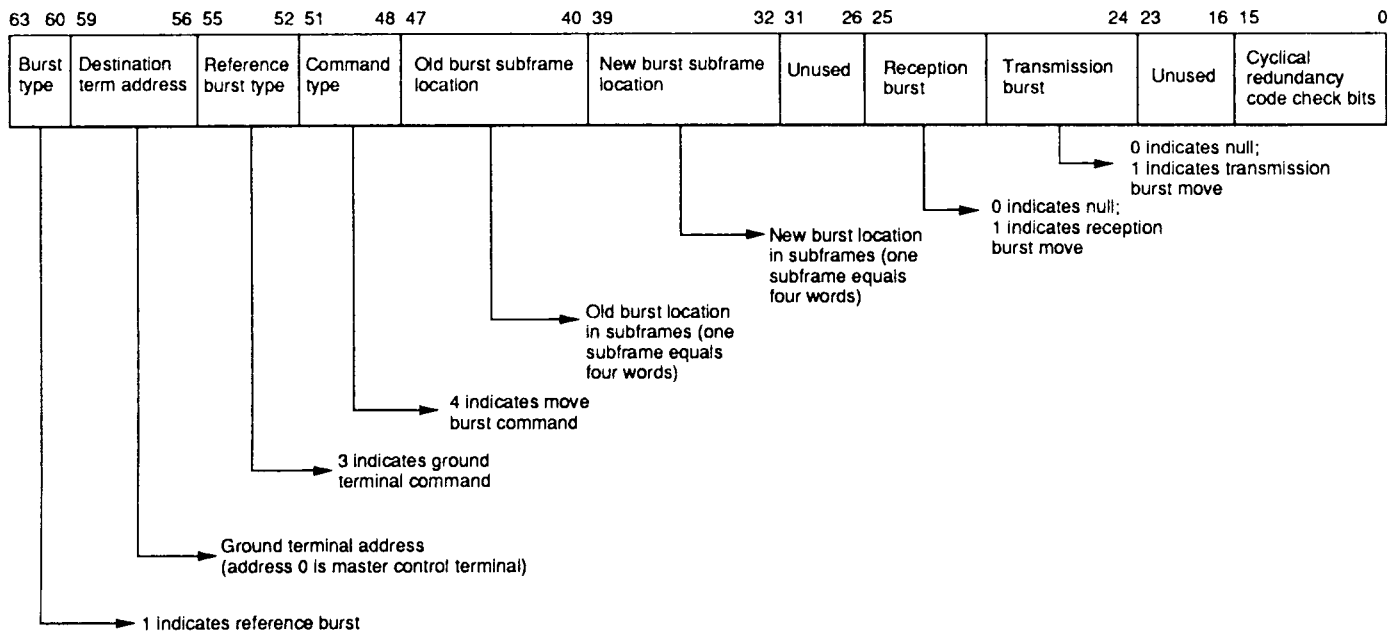 63 60 59 56 55 52 51 48 47 40 39 32 31 26 25 24 23 16 15 0
Burst
type
Destination
term address
Reference
burst type
Command
type
Old burst subframe
location
New burst subframe
location
Unused
Reception
burst
Transmission
burst
Unused
Cyclical
redundancy
code check bits
0 indicates null;
1 indicates transmission
burst move
0 indicates null;
1 indicates reception
burst move
New burst location
in subframes (one
subframe equals
four words)
Old burst location
in subframes (one
subframe equals
four words)
4 indicates move
burst command
3 indicates ground
terminal command
Ground terminal address
(address 0 is master control terminal)
1 indicates reference burst